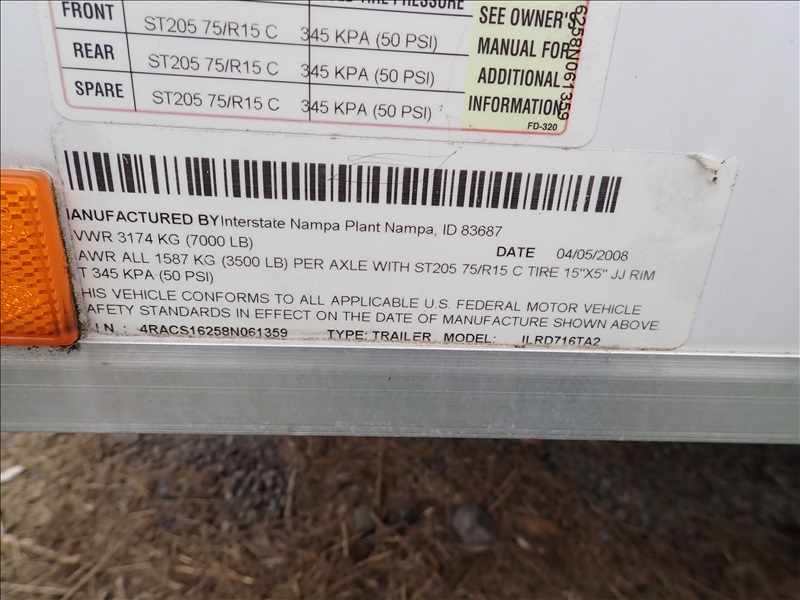 TIRE PRESSURE
FRONT ST205 75/R15 C 345 KPA (50 PSI)
REAR ST205 75/R15 C 345 KPA (50 PSI)
SPARE ST205 75/R15 C 345 KPA (50 PSI)
SEE OWNER'S
MANUAL FOR
ADDITIONAL
INFORMATION
FD-320
6258N061359
ANUFACTURED BY Interstate Nampa Plant Nampa, ID 83687
VWR 3174 KG (7000 LB) DATE 04/05/2008
AWR ALL 1587 KG (3500 LB) PER AXLE WITH ST205 75/R15 C TIRE 15"X5" JJ RIM
T 345 KPA (50 PSI)
HIS VEHICLE CONFORMS TO ALL APPLICABLE U.S. FEDERAL MOTOR VEHICLE
AFETY STANDARDS IN EFFECT ON THE DATE OF MANUFACTURE SHOWN ABOVE
I.N.: 4RACS16258N061359 TYPE: TRAILER MODEL: ILRD716TA2